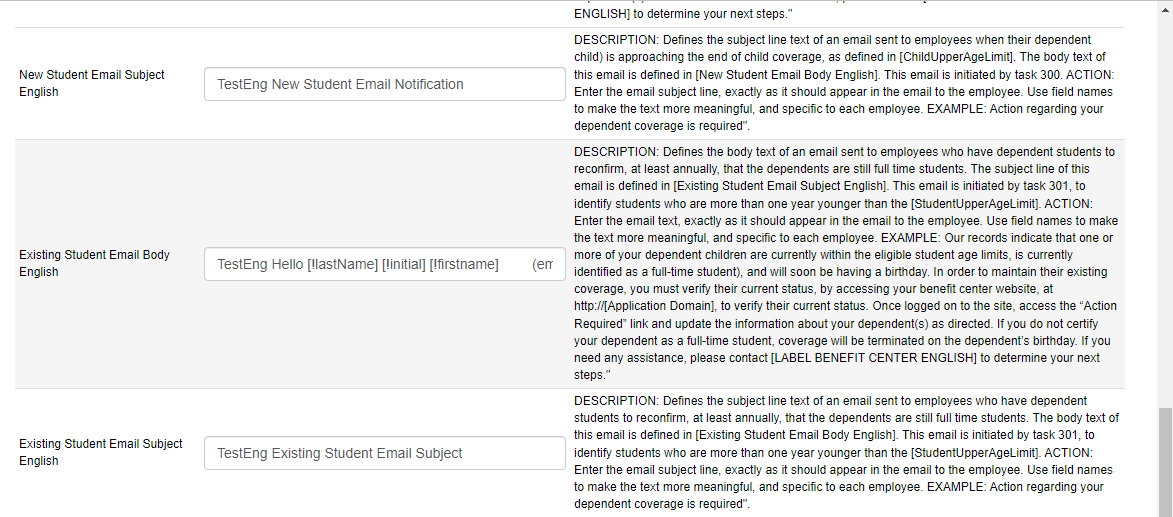 ENGLISH] to determine your next steps."
New Student Email Subject
English
TestEng New Student Email Notification
DESCRIPTION: Defines the subject line text of an email sent to employees when their dependent
child) is approaching the end of child coverage, as defined in [ChildUpperAgeLimit]. The body text of
this email is defined in [New Student Email Body English]. This email is initiated by task 300. ACTION:
Enter the email subject line, exactly as it should appear in the email to the employee. Use field names
to make the text more meaningful, and specific to each employee. EXAMPLE: Action regarding your
dependent coverage is required".
Existing Student Email Body
English
TestEng Hello [!lastName] [!initial] [!firstname] (em
DESCRIPTION: Defines the body text of an email sent to employees who have dependent students to
reconfirm, at least annually, that the dependents are still full time students. The subject line of this
email is defined in [Existing Student Email Subject English]. This email is initiated by task 301, to
identify students who are more than one year younger than the [StudentUpperAgeLimit]. ACTION:
Enter the email text, exactly as it should appear in the email to the employee. Use field names to make
the text more meaningful, and specific to each employee. EXAMPLE: Our records indicate that one or
more of your dependent children are currently within the eligible student age limits, is currently
identified as a full-time student), and will soon be having a birthday. In order to maintain their existing
coverage, you must verify their current status, by accessing your benefit center website, at
http://[Application Domain], to verify their current status. Once logged on to the site, access the “Action
Required” link and update the information about your dependent(s) as directed. If you do not certify
your dependent as a full-time student, coverage will be terminated on the dependent’s birthday. If you
need any assistance, please contact [LABEL BENEFIT CENTER ENGLISH] to determine your next
steps."
Existing Student Email Subject
English
TestEng Existing Student Email Subject
DESCRIPTION: Defines the subject line text of an email sent to employees who have dependent
students to reconfirm, at least annually, that the dependents are still full time students. The body text of
this email is defined in [Existing Student Email Body English]. This email is initiated by task 301, to
identify students who are more than one year younger than the [StudentUpperAgeLimit]. ACTION:
Enter the email subject line, exactly as it should appear in the email to the employee. Use field names
to make the text more meaningful, and specific to each employee. EXAMPLE: Action regarding your
dependent coverage is required".